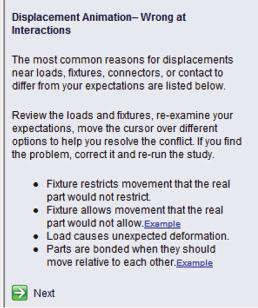 Displacement Animation– Wrong at
Interactions
The most common reasons for displacements
near loads, fixtures, connectors, or contact to
differ from your expectations are listed below.
Review the loads and fixtures, re-examine your
expectations, move the cursor over different
options to help you resolve the conflict. If you find
the problem, correct it and re-run the study.
• Fixture restricts movement that the real
part would not restrict.
• Fixture allows movement that the real
part would not allow.Example
• Load causes unexpected deformation.
• Parts are bonded when they should
move relative to each other.Example
Next